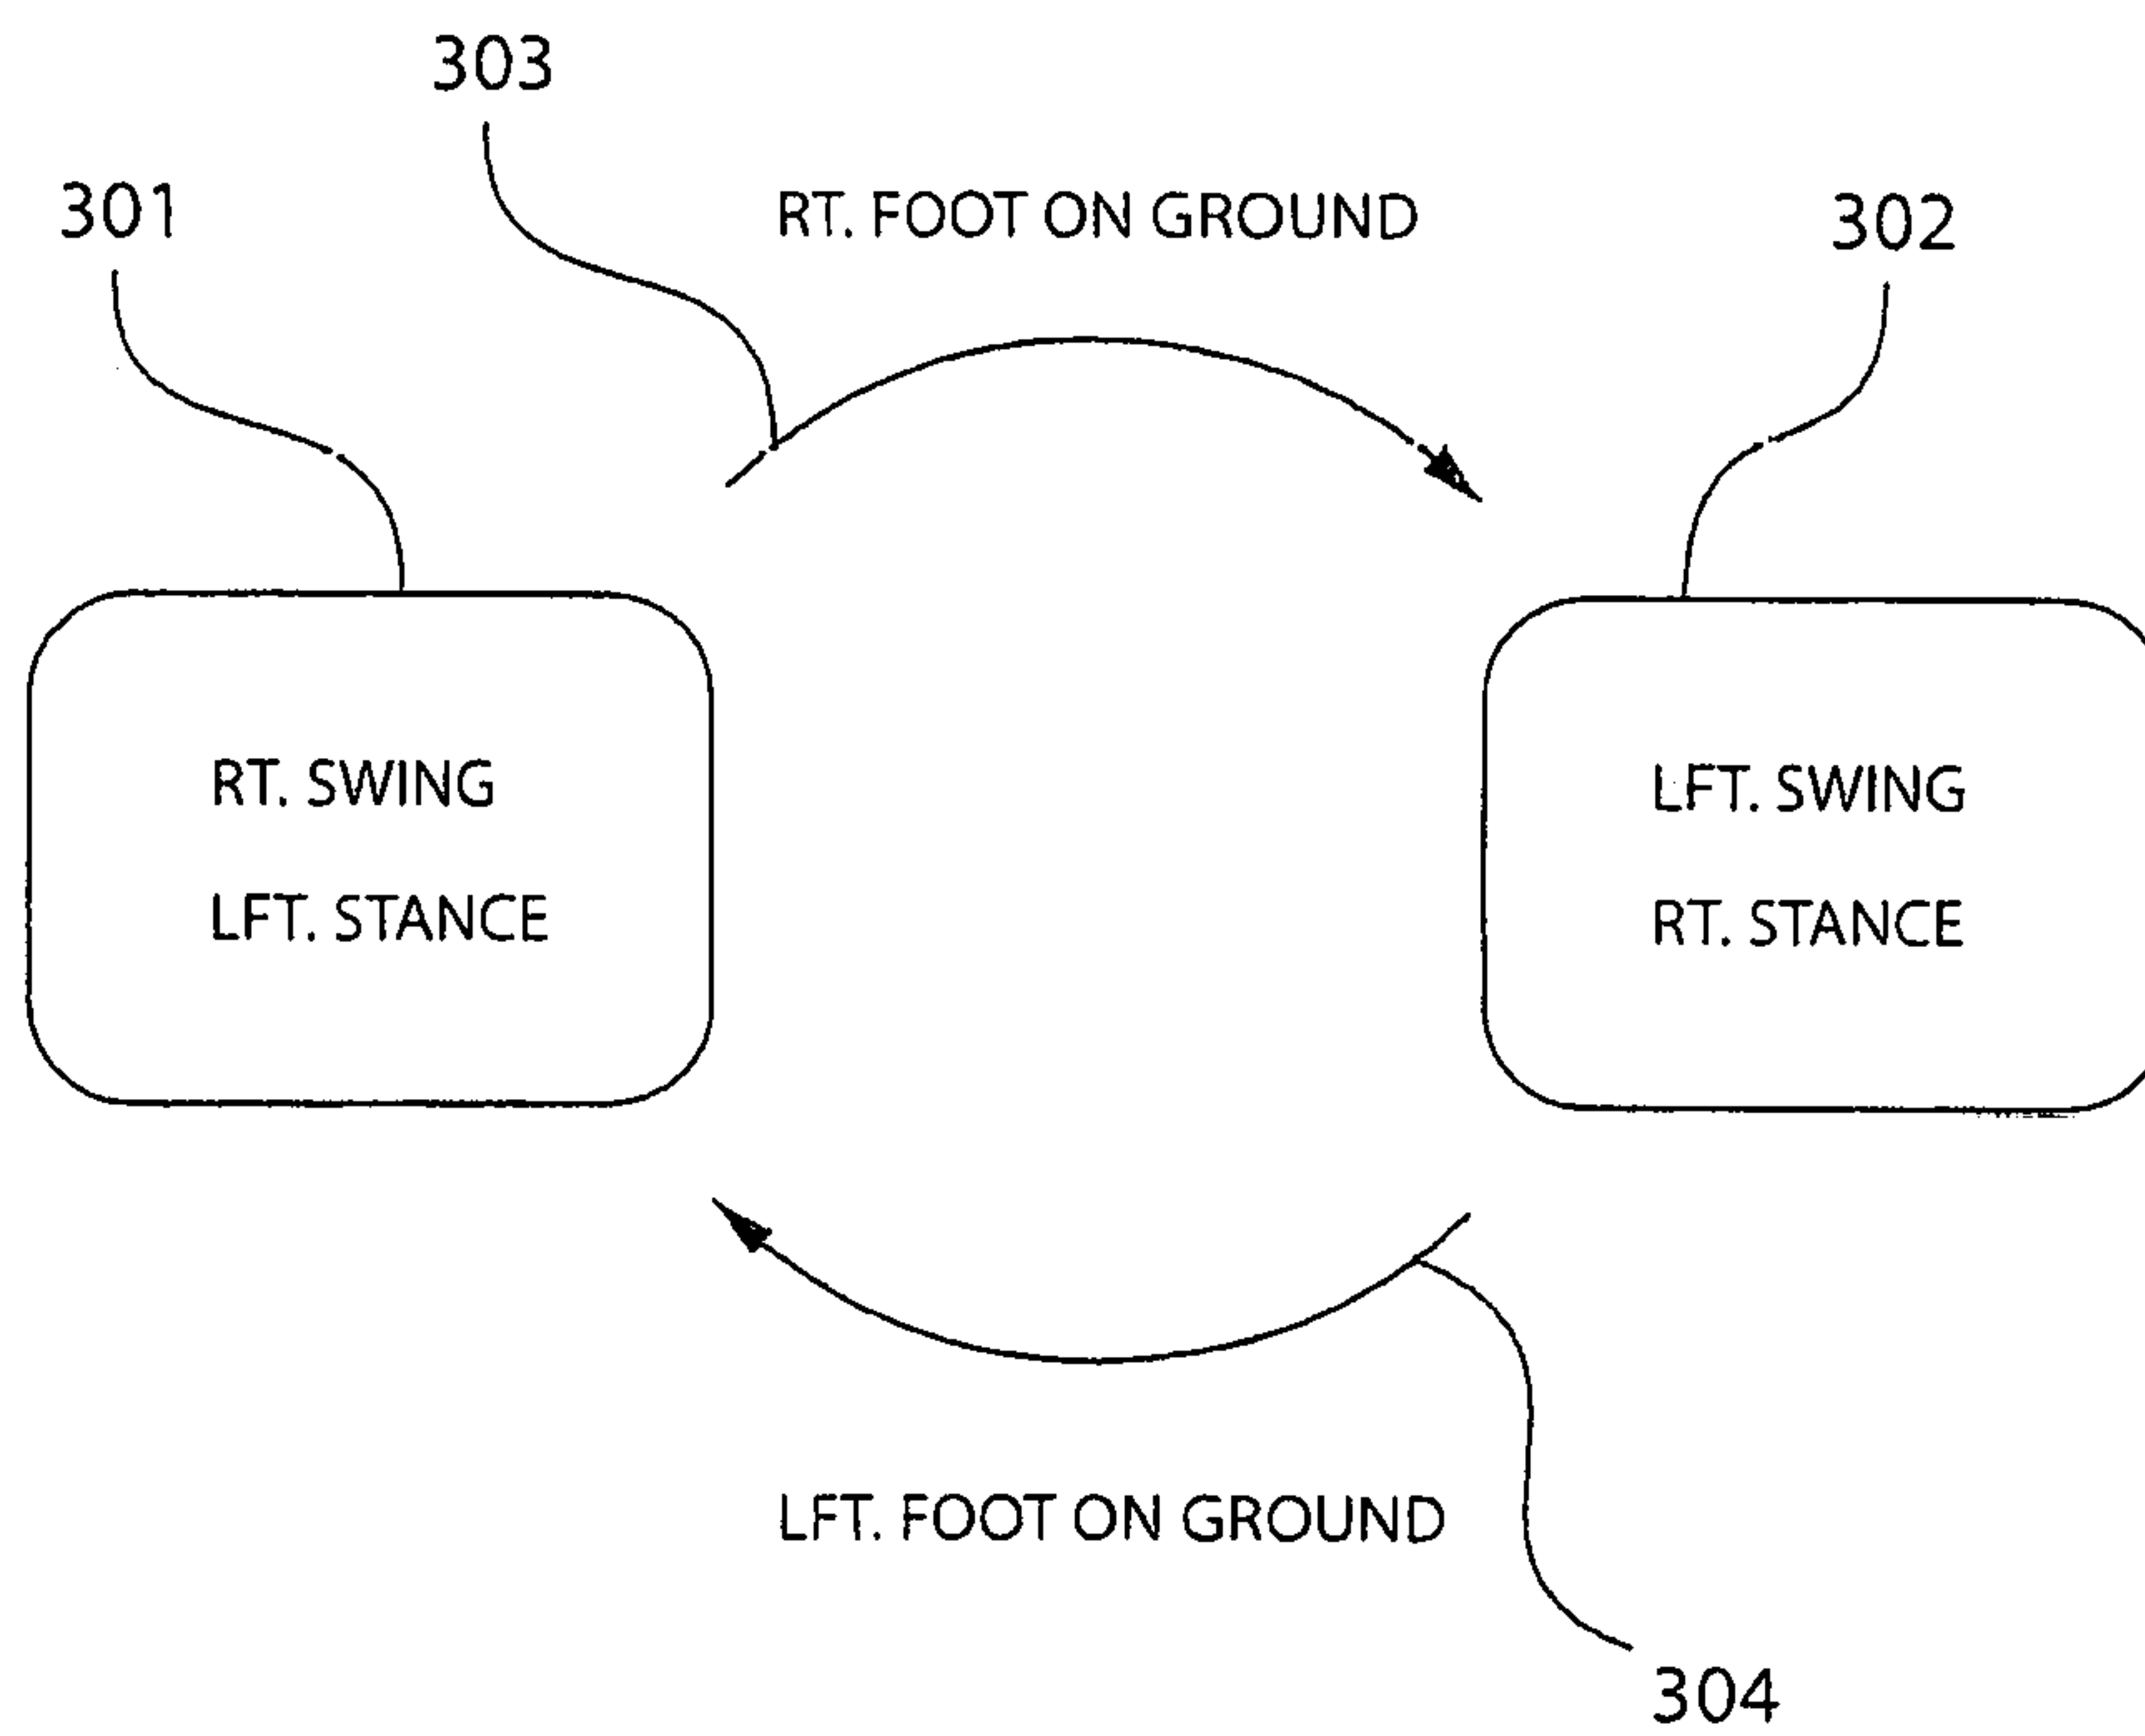 303
301
RT. FOOT ON GROUND
302
RT. SWING
LFT. STANCE
LFT. SWING
RT. STANCE
LFT. FOOT ON GROUND
304